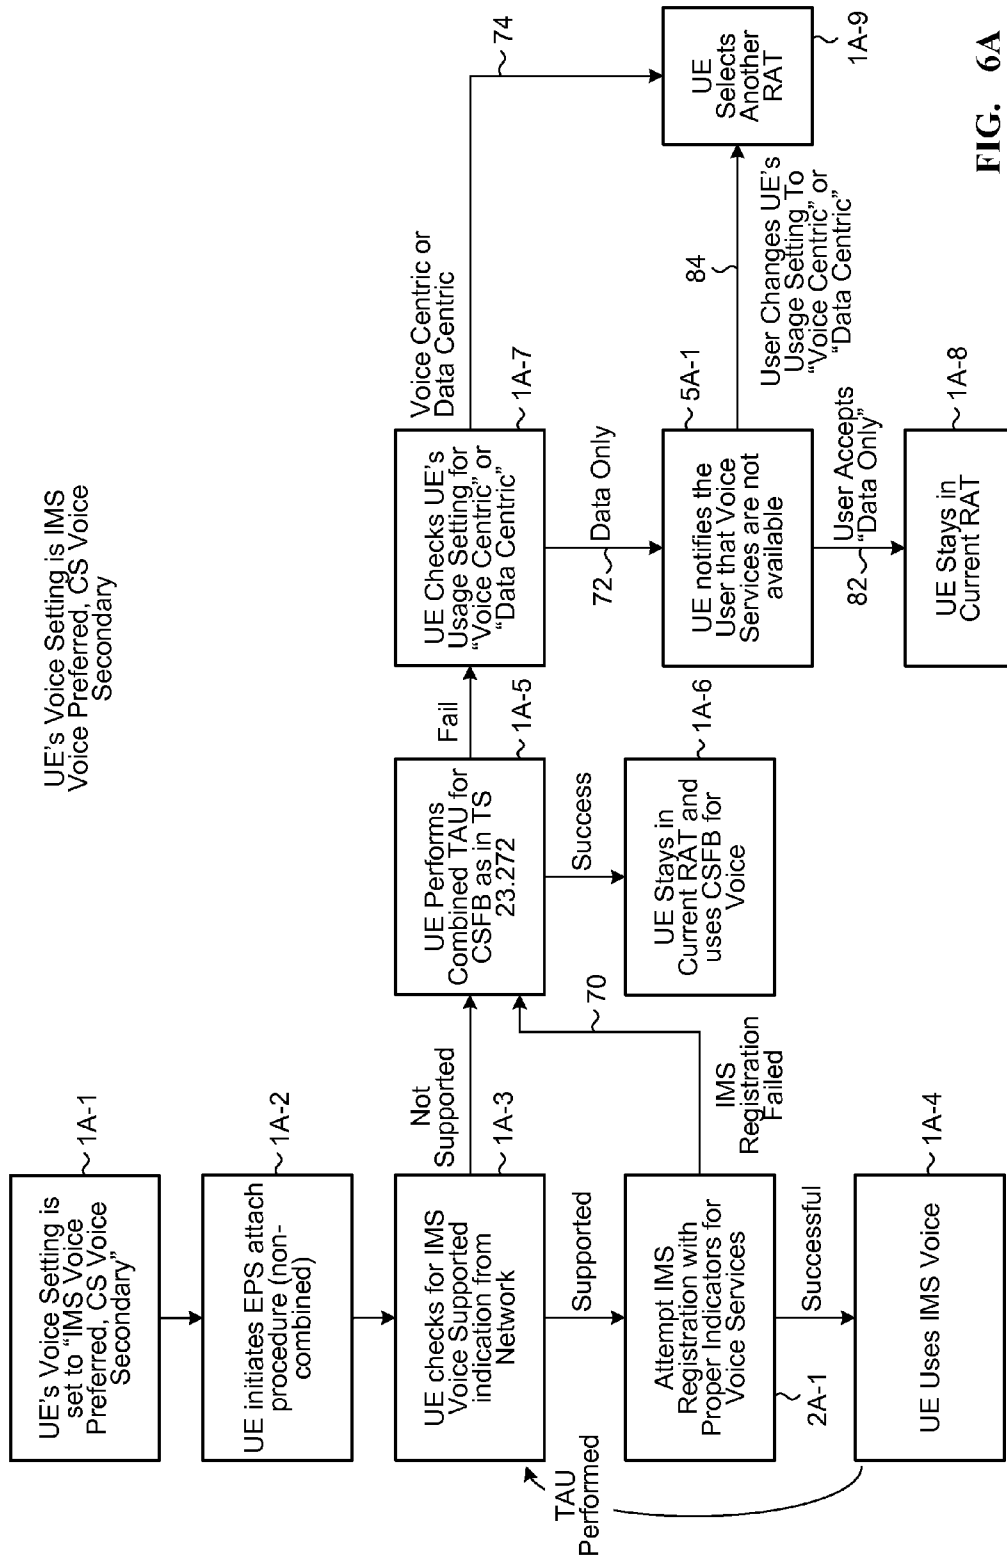 UE's Voice Setting is IMS
Voice Preferred, CS Voice
Secondary
UE's Voice Setting is
set to “IMS Voice
Preferred, CS Voice
Secondary”
1A-1
UE initiates EPS attach
procedure (non-
combined)
1A-2
UE checks for IMS
Voice Supported
indication from
Network
1A-3
Not
Supported
Supported
TAU
Performed
Attempt IMS
Registration with
Proper Indicators for
Voice Services
2A-1
IMS
Registration
Failed
70
Successful
UE Uses IMS Voice
1A-4
UE Performs
Combined TAU for
CSFB as in TS
23.272
1A-5
Fail
Success
UE Stays in
Current RAT and
uses CSFB for
Voice
1A-6
UE Checks UE's
Usage Setting for
“Voice Centric” or
“Data Centric”
1A-7
Voice Centric or
Data Centric
74
72
Data Only
UE notifies the
User that Voice
Services are not
available
5A-1
84
User Changes UE's
Usage Setting To
“Voice Centric” or
“Data Centric”
82
User Accepts
“Data Only”
UE Stays in
Current RAT
1A-8
UE
Selects
Another
RAT
1A-9
FIG. 6A